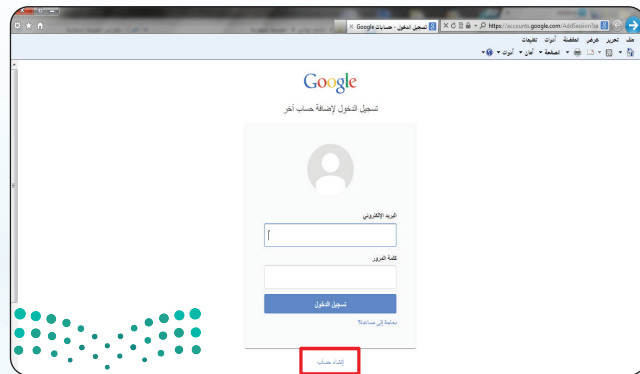 تسجيل الدخول - حسابات Google
https://accounts.google.com/AddSession?sa
ملف تحرير عرض المفضلة أدوات تعليمات
الصفحة أمان أدوات
Google
تسجيل الدخول لإضافة حساب آخر
البريد الإلكتروني
كلمة المرور
تسجيل الدخول
بحاجة إلى مساعدة؟
إنشاء حساب